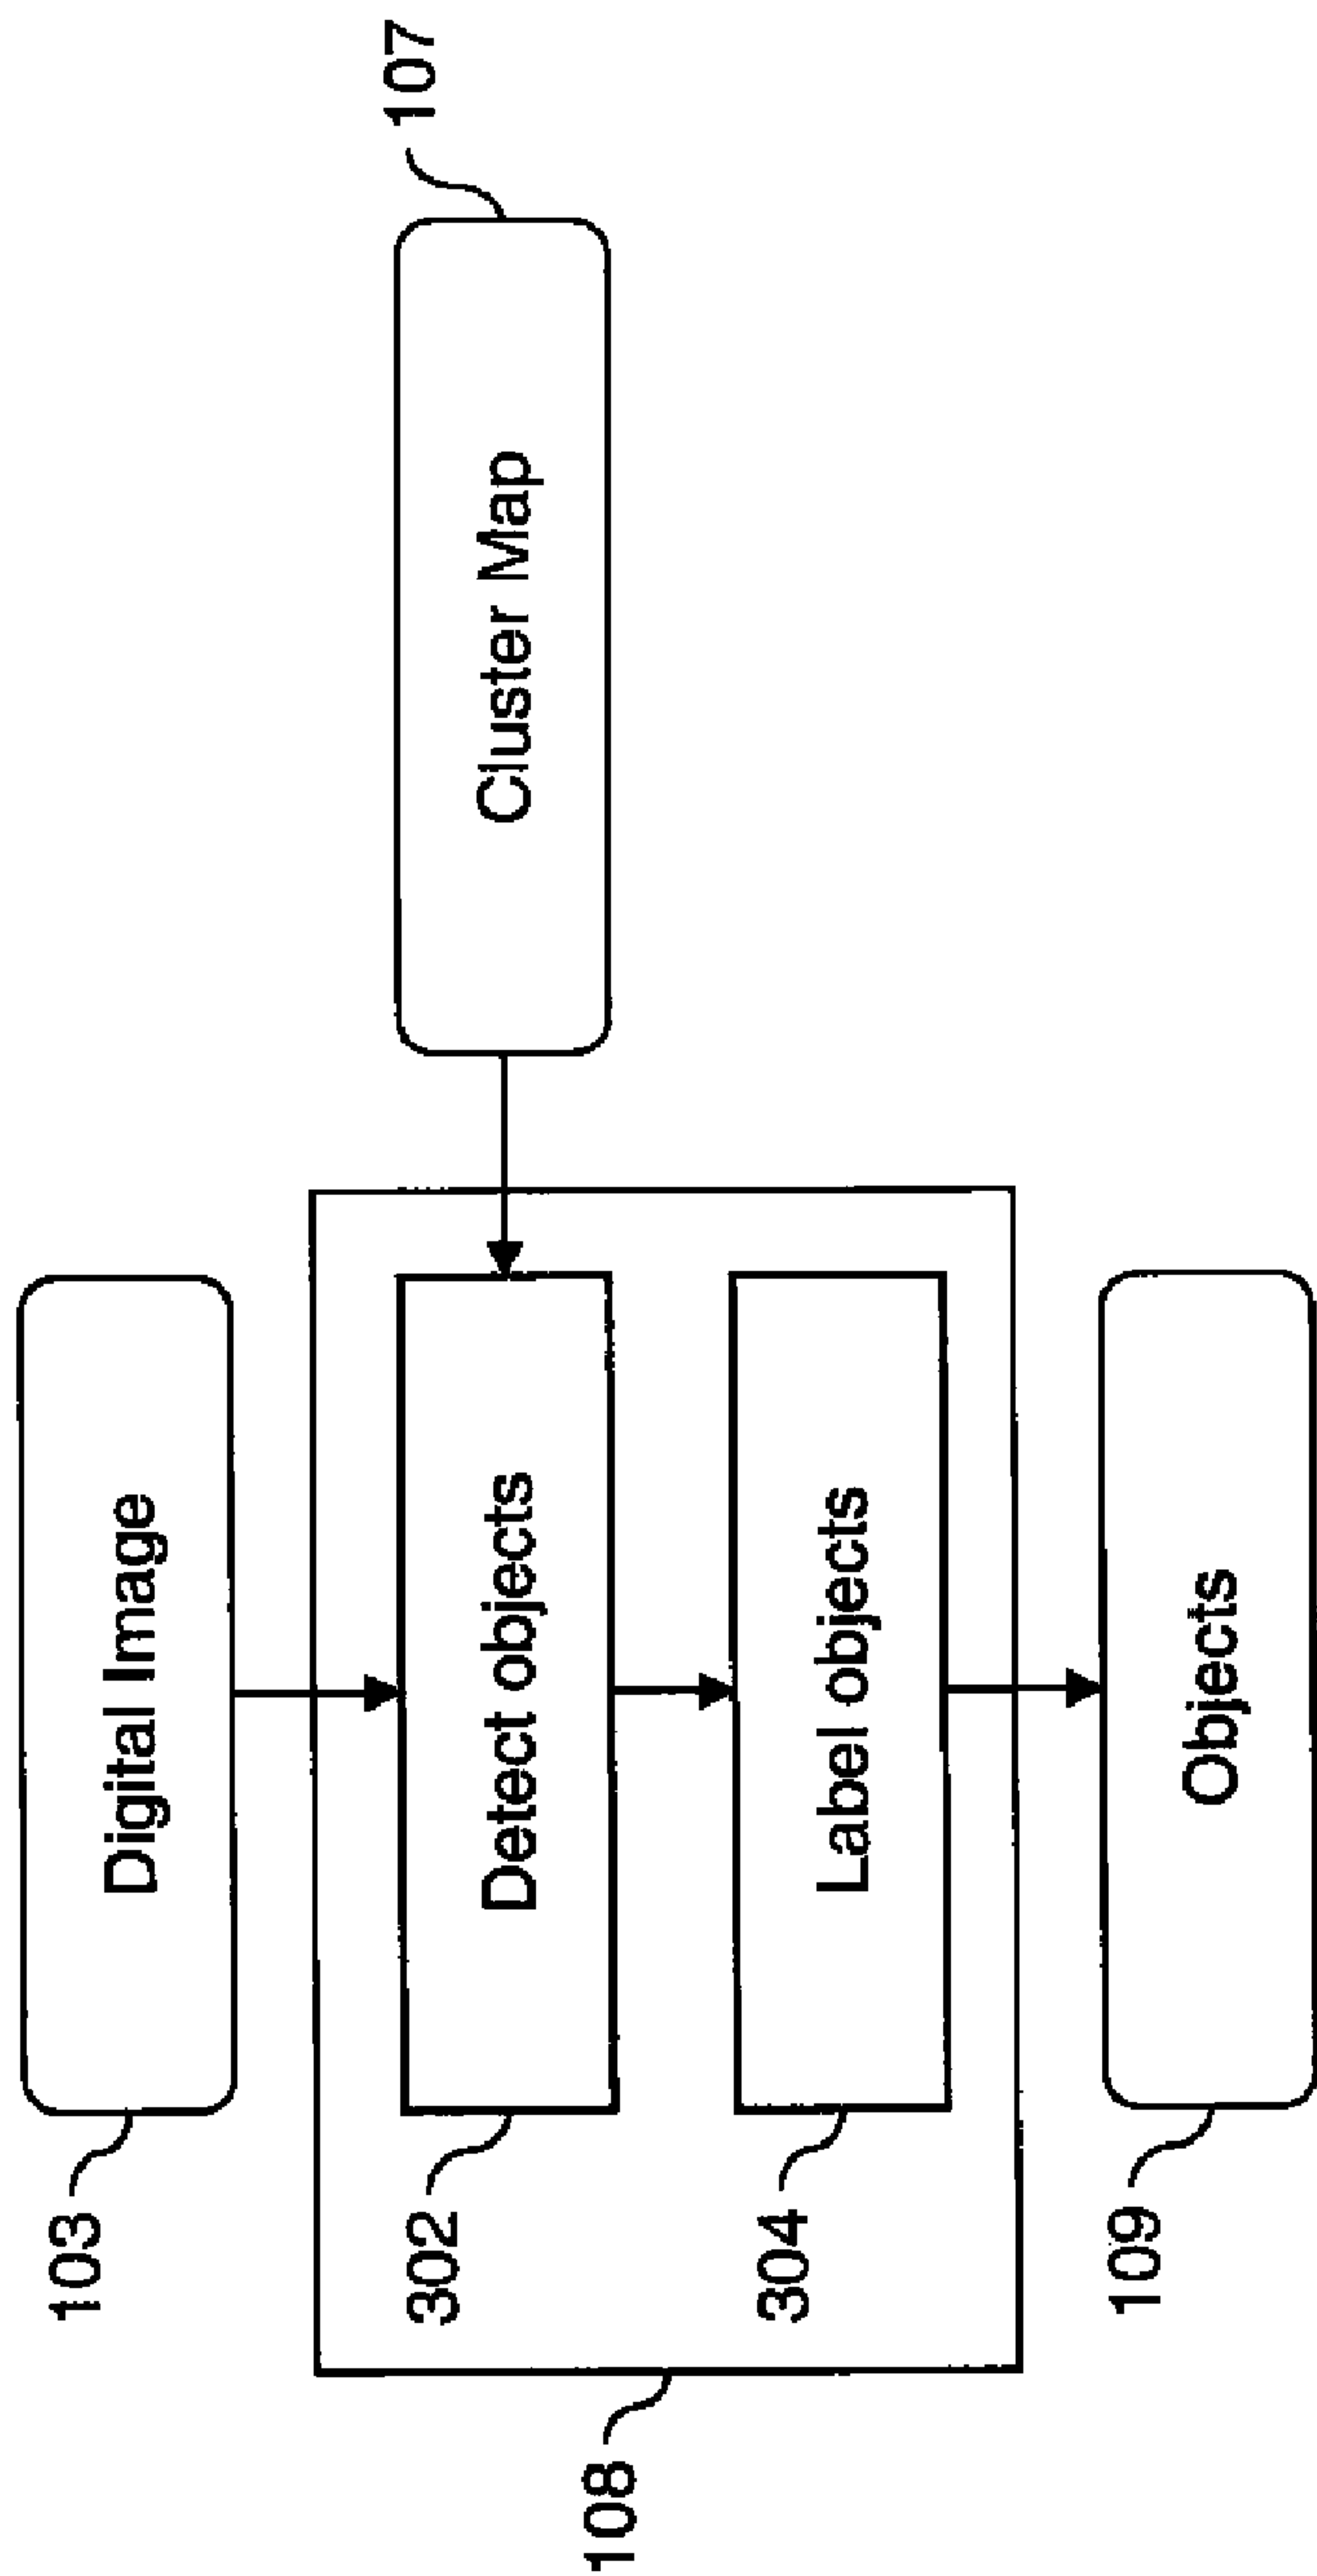 103
Digital Image
107
Cluster Map
302
Detect objects
108
304
Label objects
109
Objects